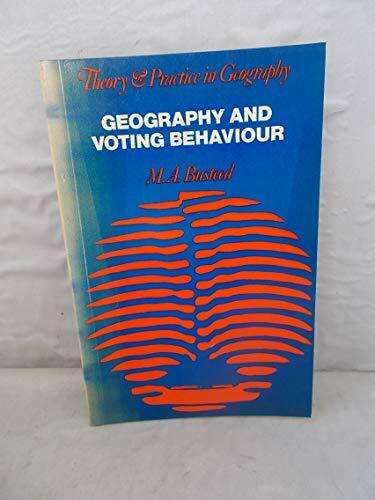 Theory & Practice in Geography
GEOGRAPHY AND
VOTING BEHAVIOUR
M.A. Busteed